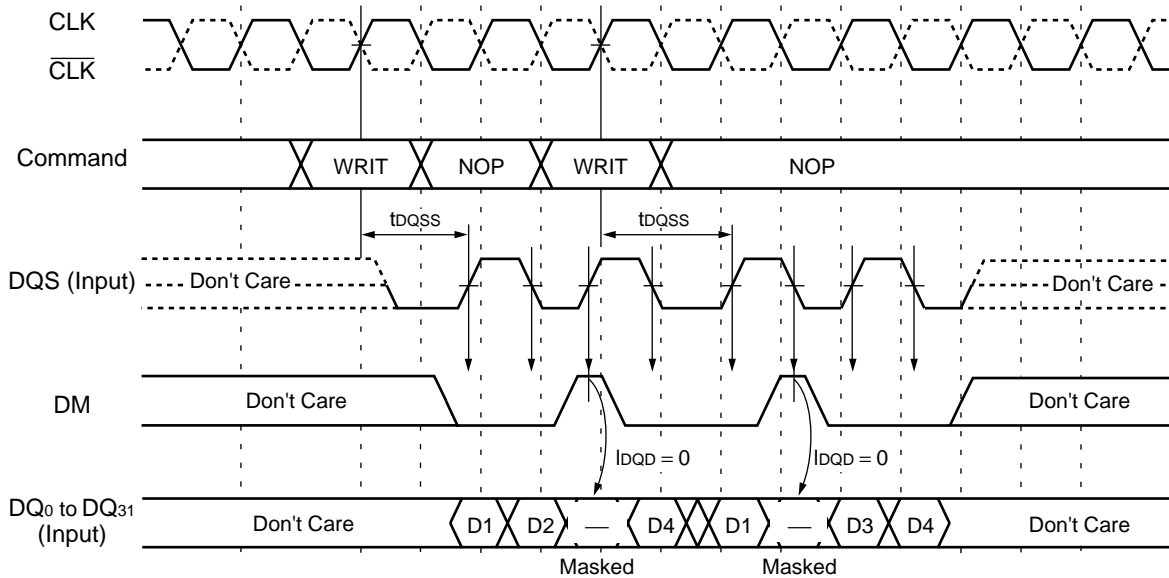 CLK
CLK
Command
WRIT NOP WRIT NOP
tDQSS tDQSS
DQS (Input) Don't Care Don't Care
DM Don't Care Don't Care
lDQD = 0 lDQD = 0
DQ0 to DQ31
(Input)
Don't Care D1 D2 — D4 D1 — D3 D4 Don't Care
Masked Masked